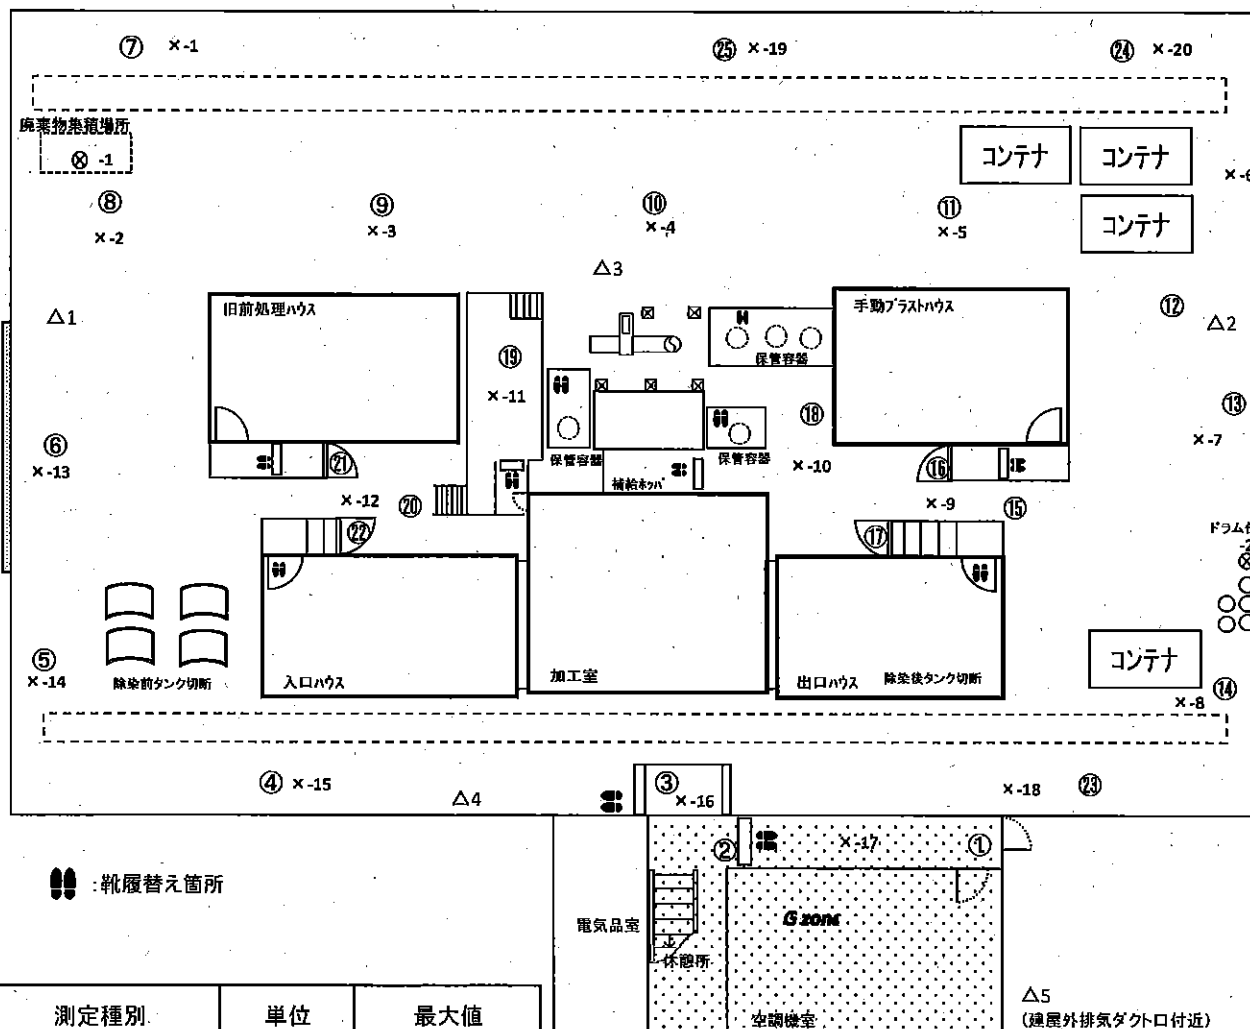 ⑦ ×-1
㉕ ×-19
㉔ ×-20
廃棄物集積場所
⊗ -1
コンテナ
コンテナ
コンテナ
×-6
⑧
×-2
⑨
×-3
⑩
×-4
⑪
×-5
△1
△3
△2
⑫
旧前処理ハウス
手動ブラストハウス
保管容器
⑲
×-11
⑱
⑬
×-7
⑥
×-13
㉑
保管容器
保管容器
×-10
⑯
補給ホッパ
×-12
⑳
×-9
⑮
㉒
⑰
ドラム
⑤
×-14
除染前タンク切断
入口ハウス
加工室
出口ハウス
除染後タンク切断
コンテナ
⑭
×-8
④ ×-15
△4
③
×-16
×-18
㉓
②
×-17
①
:靴履替え箇所
電気品室
G zone
休憩所
空調機室
△5
(建屋外排気ダクト口付近)
測定種別 単位 最大値